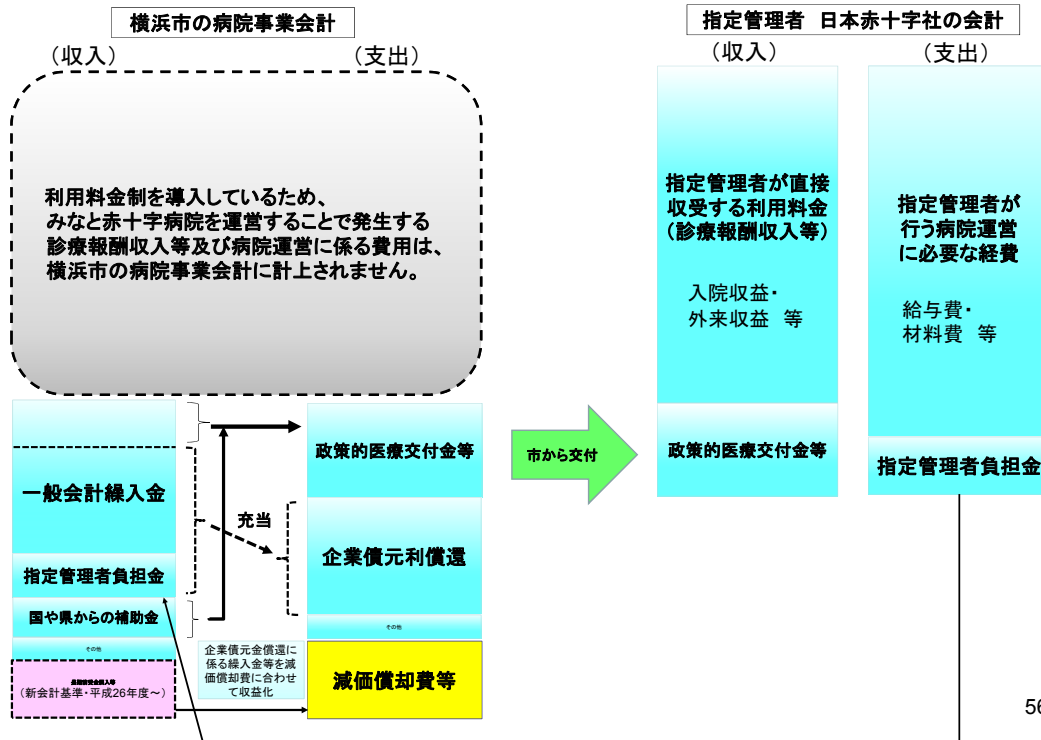 横浜市の病院事業会計
（収入）
（支出）
利用料金制を導入しているため、
みなと赤十字病院を運営することで発生する
診療報酬収入等及び病院運営に係る費用は、
横浜市の病院事業会計に計上されません。
一般会計繰入金
指定管理者負担金
国や県からの補助金
その他
（新会計基準・平成26年度～）
充当
企業債元金償還に
係る繰入金等を減
価償却費に合わせ
て収益化
政策的医療交付金等
企業債元利償還
その他
減価償却費等
市から交付
指定管理者 日本赤十字社の会計
（収入）
（支出）
指定管理者が直接
収受する利用料金
（診療報酬収入等）
入院収益・
外来収益 等
政策的医療交付金等
指定管理者が
行う病院運営
に必要な経費
給与費・
材料費 等
指定管理者負担金
56